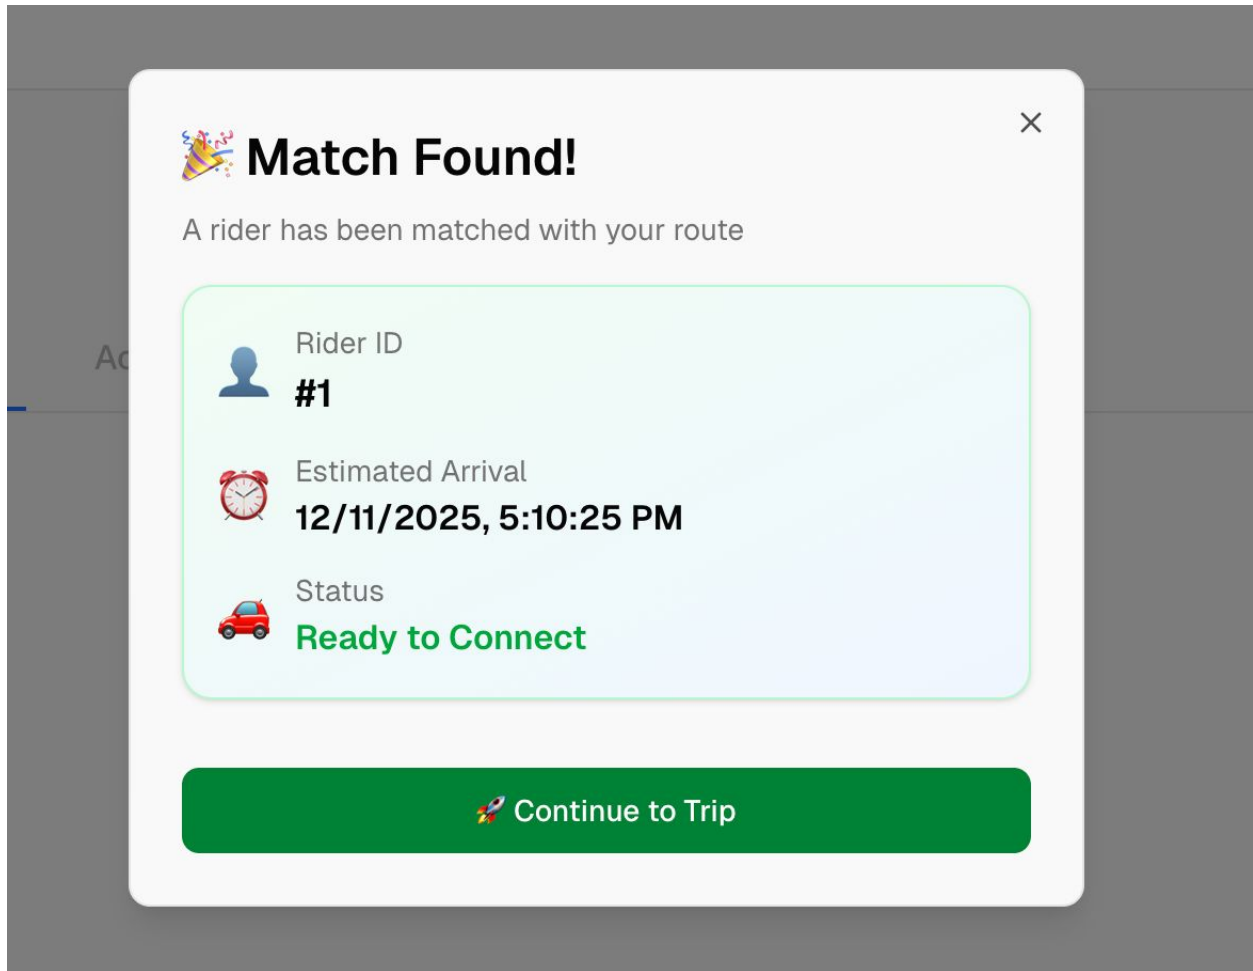 Match Found!
A rider has been matched with your route
Rider ID
#1
Estimated Arrival
12/11/2025, 5:10:25 PM
Status
Ready to Connect
Continue to Trip